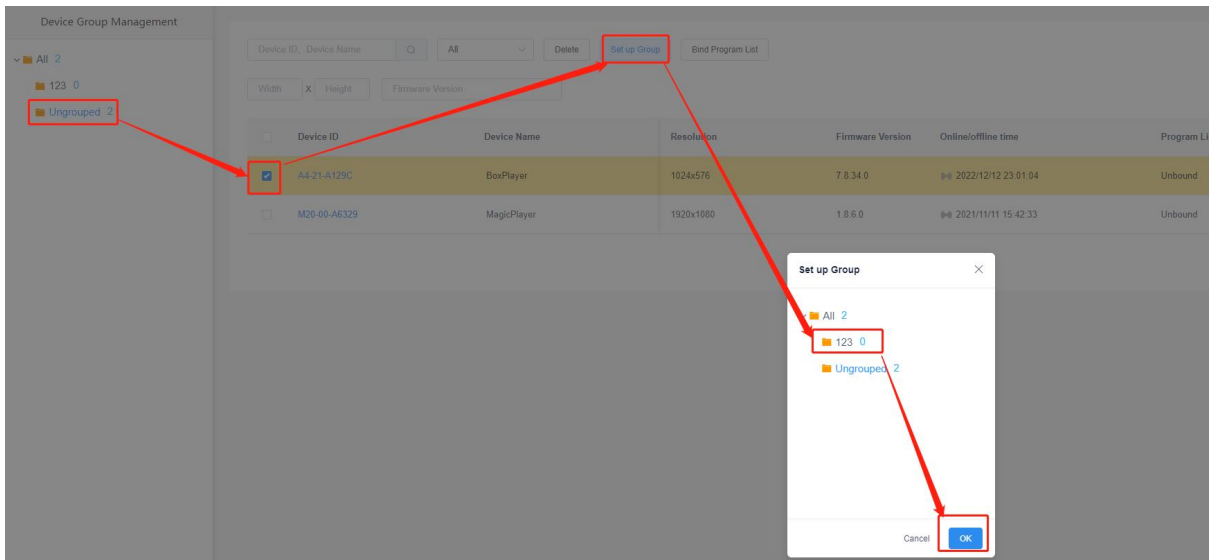 Device Group Management
All 2
123 0
Ungrouped 2
Device ID, Device Name All Delete Set up Group Bind Program List
Width X Height Firmware Version
Device ID Device Name Resolution Firmware Version Online/offline time Program Li
A4-21-A129C BoxPlayer 1024x576 7.8.34.0 2022/12/12 23:01:04 Unbound
M20-00-A6329 MagicPlayer 1920x1080 1.8.6.0 2021/11/11 15:42:33 Unbound
Set up Group
All 2
123 0
Ungrouped 2
Cancel OK